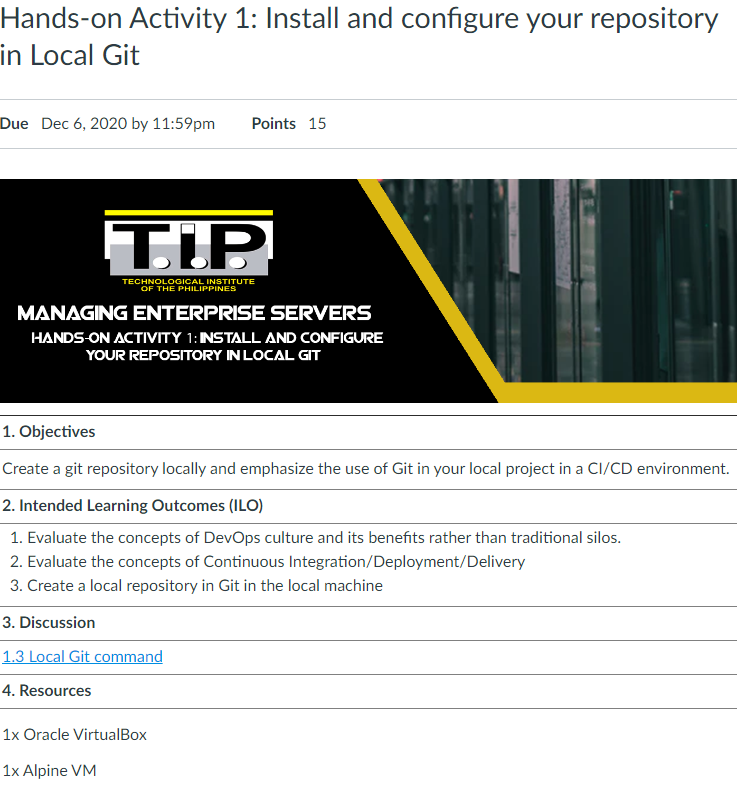 Hands-on Activity 1: Install and configure your repository
in Local Git
Due Dec 6, 2020 by 11:59pm Points 15
T.I.P.
TECHNOLOGICAL INSTITUTE
OF THE PHILIPPINES
MANAGING ENTERPRISE SERVERS
HANDS-ON ACTIVITY 1: INSTALL AND CONFIGURE
YOUR REPOSITORY IN LOCAL GIT
1. Objectives
Create a git repository locally and emphasize the use of Git in your local project in a CI/CD environment.
2. Intended Learning Outcomes (ILO)
1. Evaluate the concepts of DevOps culture and its benefits rather than traditional silos.
2. Evaluate the concepts of Continuous Integration/Deployment/Delivery
3. Create a local repository in Git in the local machine
3. Discussion
1.3 Local Git command
4. Resources
1x Oracle VirtualBox
1x Alpine VM